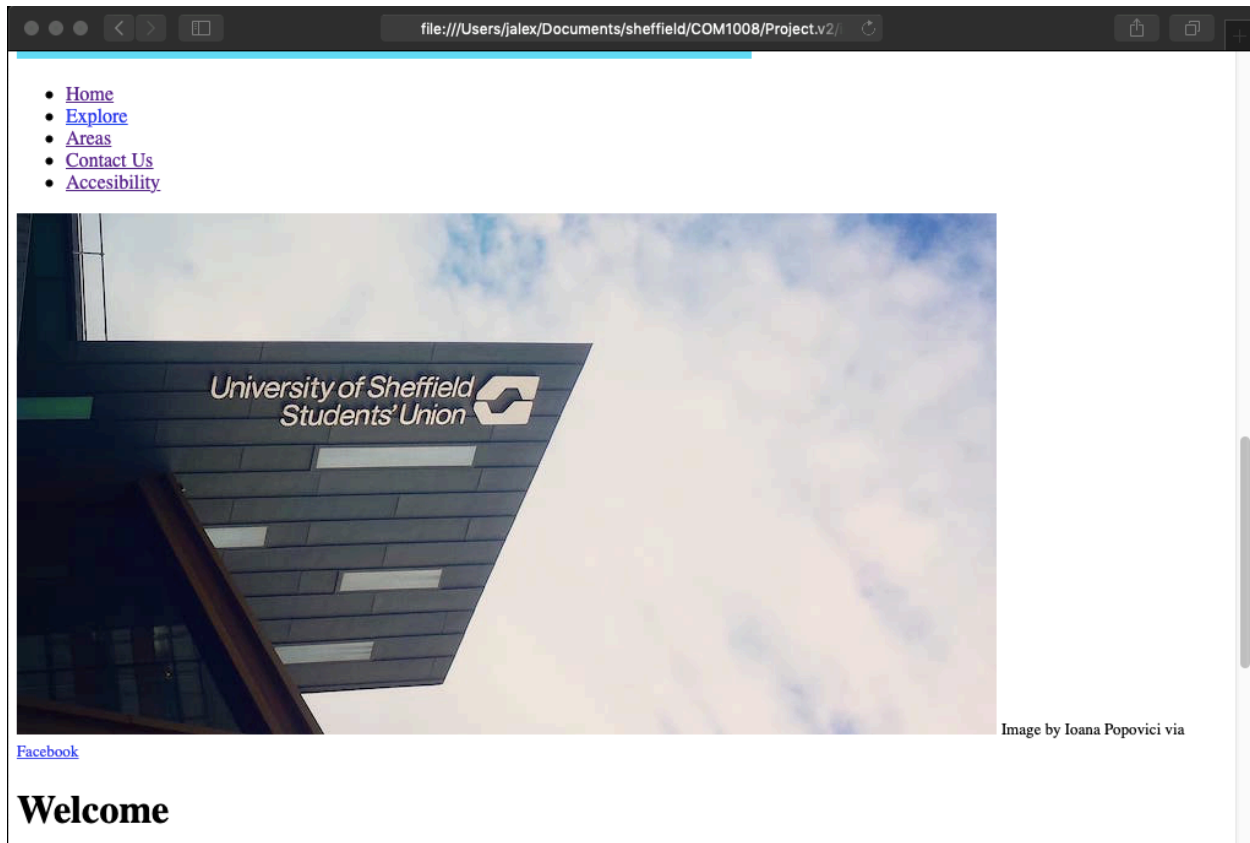 file:///Users/jalex/Documents/sheffield/COM1008/Project.v2/
Home
Explore
Areas
Contact Us
Accesibility
University of Sheffield
Students' Union
Image by Ioana Popovici via
Facebook
Welcome